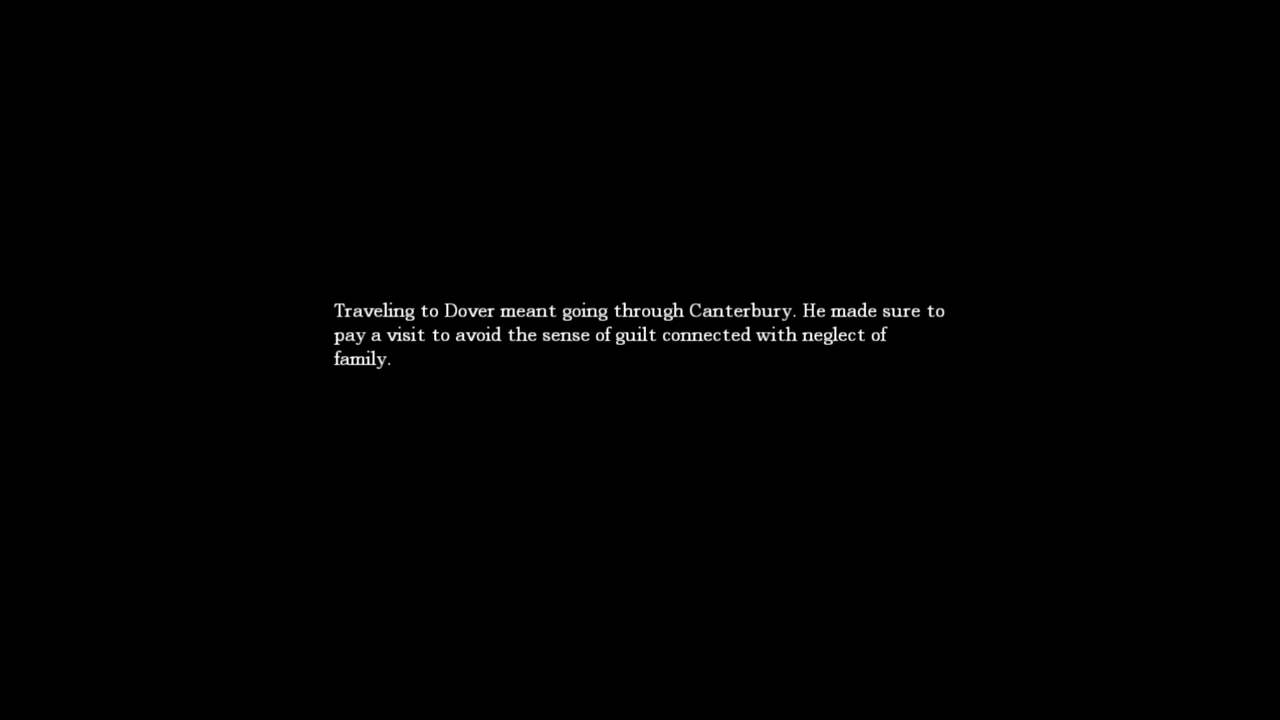 Traveling to Dover meant going through Canterbury. He made sure to
pay a visit to avoid the sense of guilt connected with neglect of
family.